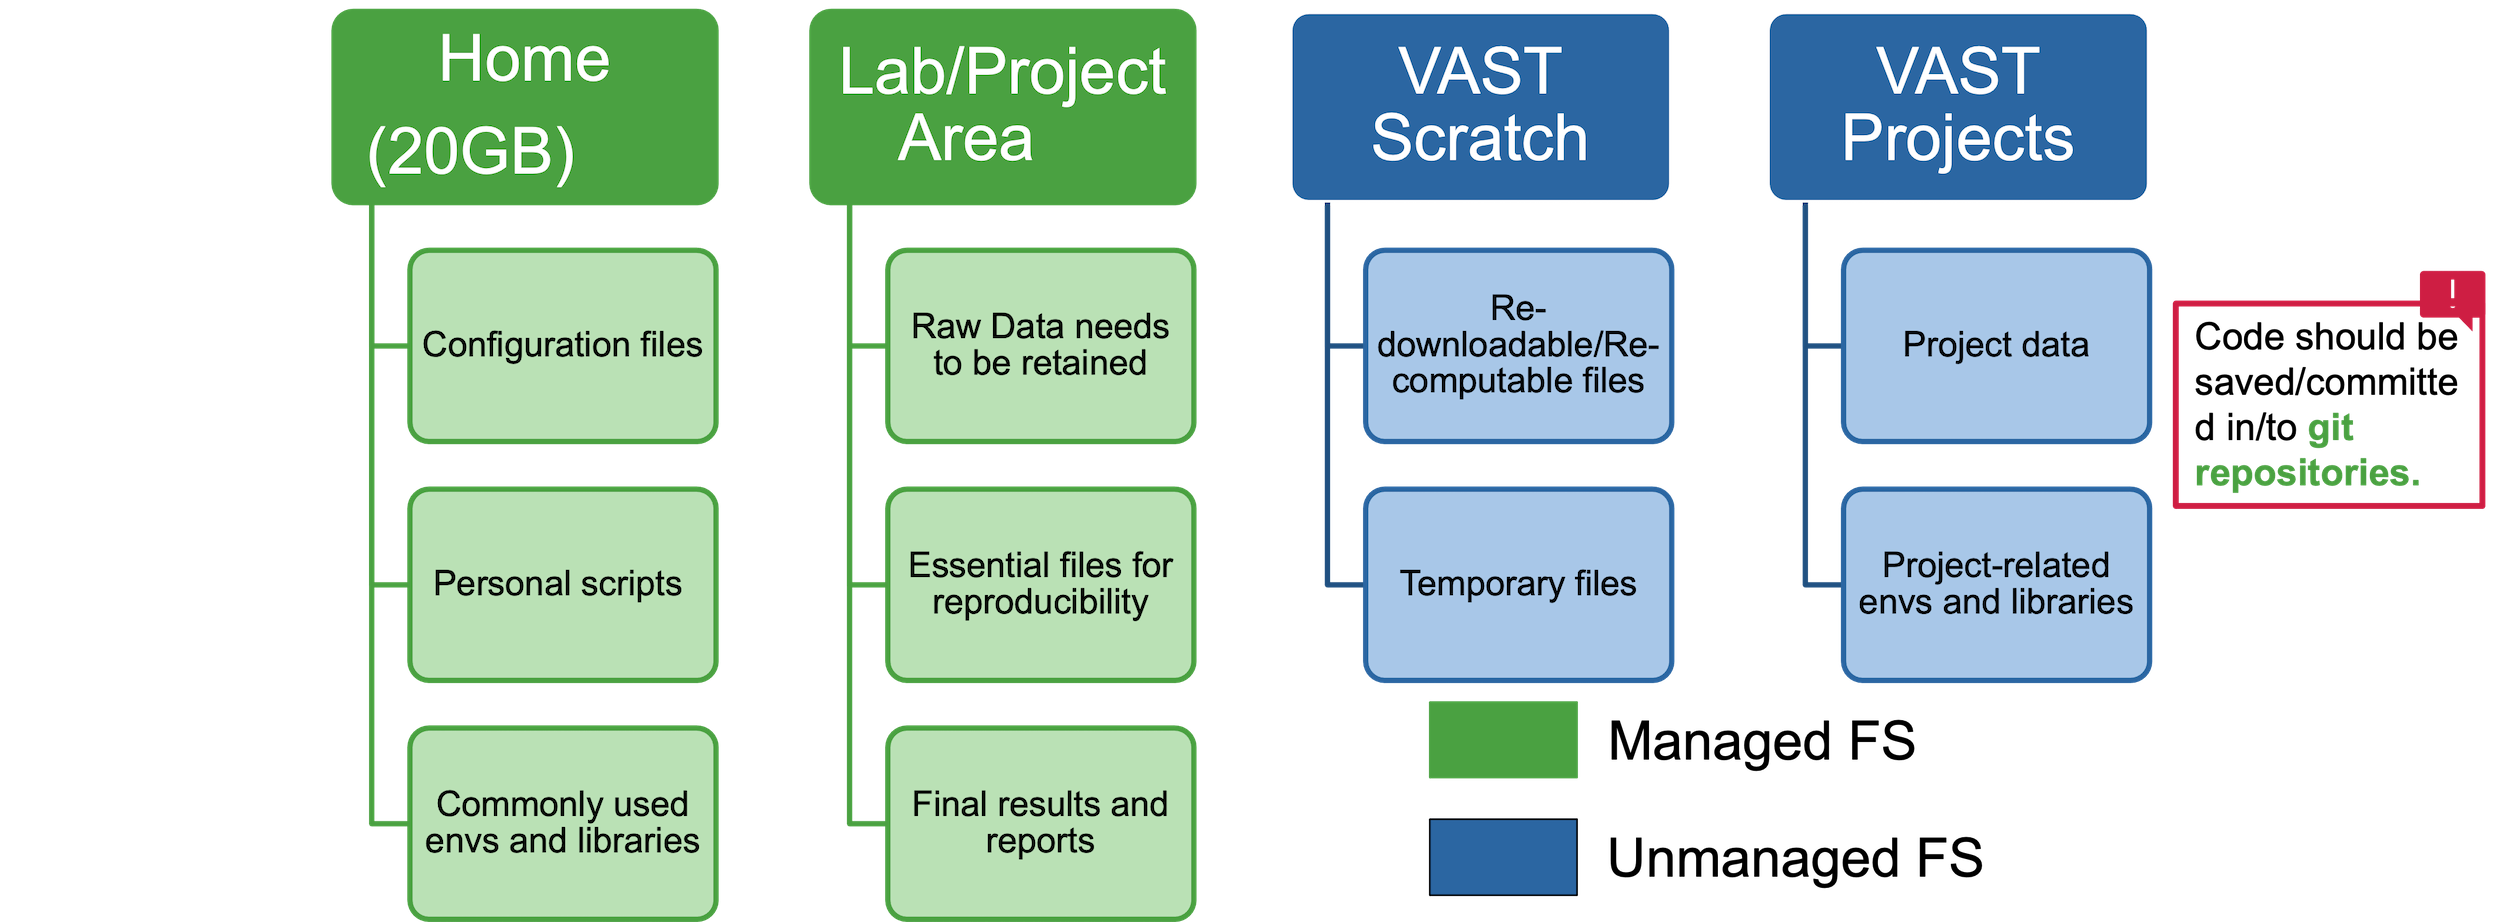 Home
(20GB)
Configuration files
Personal scripts
Commonly used
envs and libraries
Lab/Project
Area
Raw Data needs
to be retained
Essential files for
reproducibility
Final results and
reports
VAST
Scratch
Re-
downloadable/Re-
computable files
Temporary files
VAST
Projects
Project data
Project-related
envs and libraries
!
Code should be
saved/committe
d in/to git
repositories.
Managed FS
Unmanaged FS